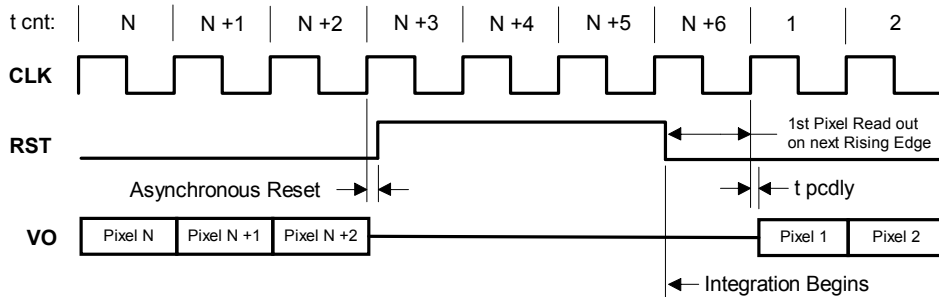 t cnt: N N +1 N +2 N +3 N +4 N +5 N +6 1 2
CLK
RST
1st Pixel Read out
on next Rising Edge
Asynchronous Reset
t pcdly
VO Pixel N Pixel N +1 Pixel N +2 Pixel 1 Pixel 2
Integration Begins